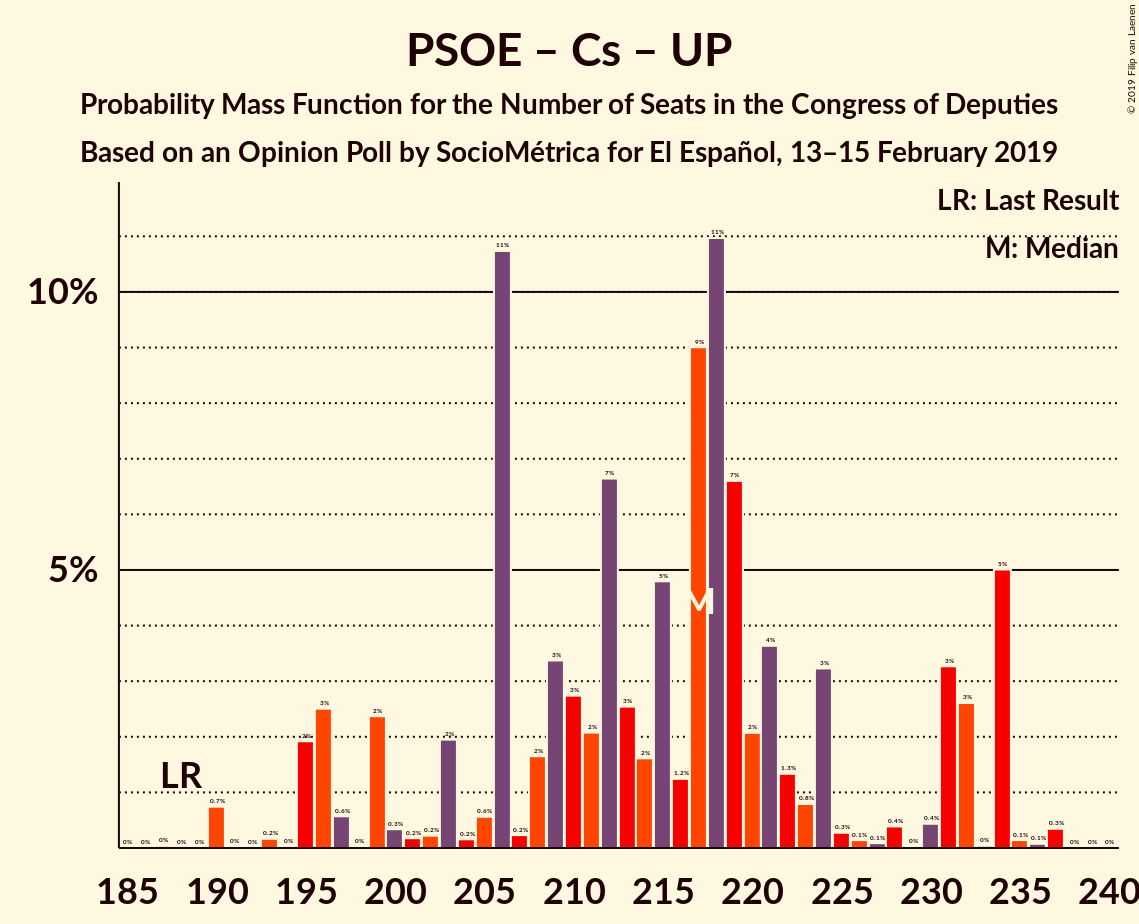 © 2019 Filip van Laenen
PSOE – Cs – UP
Probability Mass Function for the Number of Seats in the Congress of Deputies
Based on an Opinion Poll by SocioMétrica for El Español, 13–15 February 2019
LR: Last Result
M: Median
10%
5%
LR
M
0% 0% 0% 0% 0% 0.7% 0% 0% 0.2% 0% 2% 3% 0.6% 0% 2% 0.3% 0.2% 0.2% 2% 0.2% 0.6% 11% 0.2% 2% 3% 3% 2% 7% 3% 2% 5% 1.2% 9% 11% 7% 2% 4% 1.3% 0.8% 3% 0.3% 0.1% 0.1% 0.4% 0% 0.4% 3% 3% 0% 5% 0.1% 0.1% 0.3% 0% 0% 0%
185 190 195 200 205 210 215 220 225 230 235 240